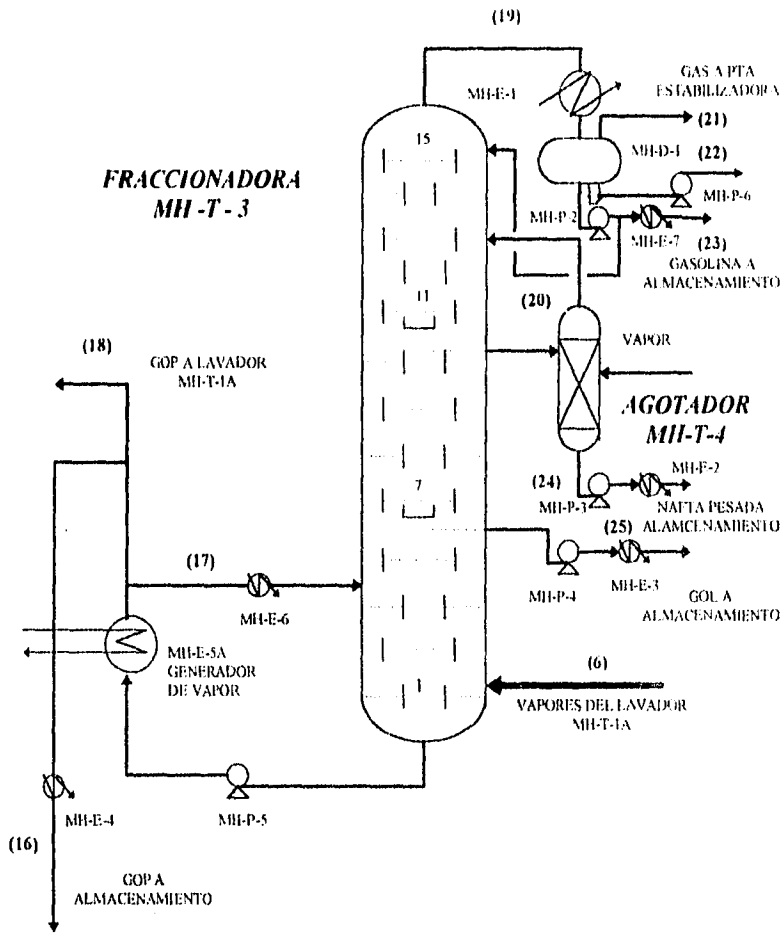 (19)
MH-E-1
GAS A PTA
ESTABILIZADORA
(21)
15
MH-D-1
(22)
FRACCIONADORA
MH -T - 3
MH-P-6
MH-P-2
MH-E-7
(23)
GASOLINA A
ALMACENAMIENTO
11
(20)
(18)
GOP A LAVADOR
MH-T-1A
VAPOR
AGOTADOR
MH-T-4
7
(24)
MH-P-3
MH-E-2
NAFTA PESADA
ALAMCENAMIENTO
(25)
(17)
MH-E-6
MH-P-4
MH-E-3
GOL A
ALMACENAMIENTO
MH-E-5A
GENERADOR
DE VAPOR
1
(6)
VAPORES DEL LAVADOR
MH-T-1A
MH-E-4
MH-P-5
(16)
GOP A
ALMACENAMIENTO